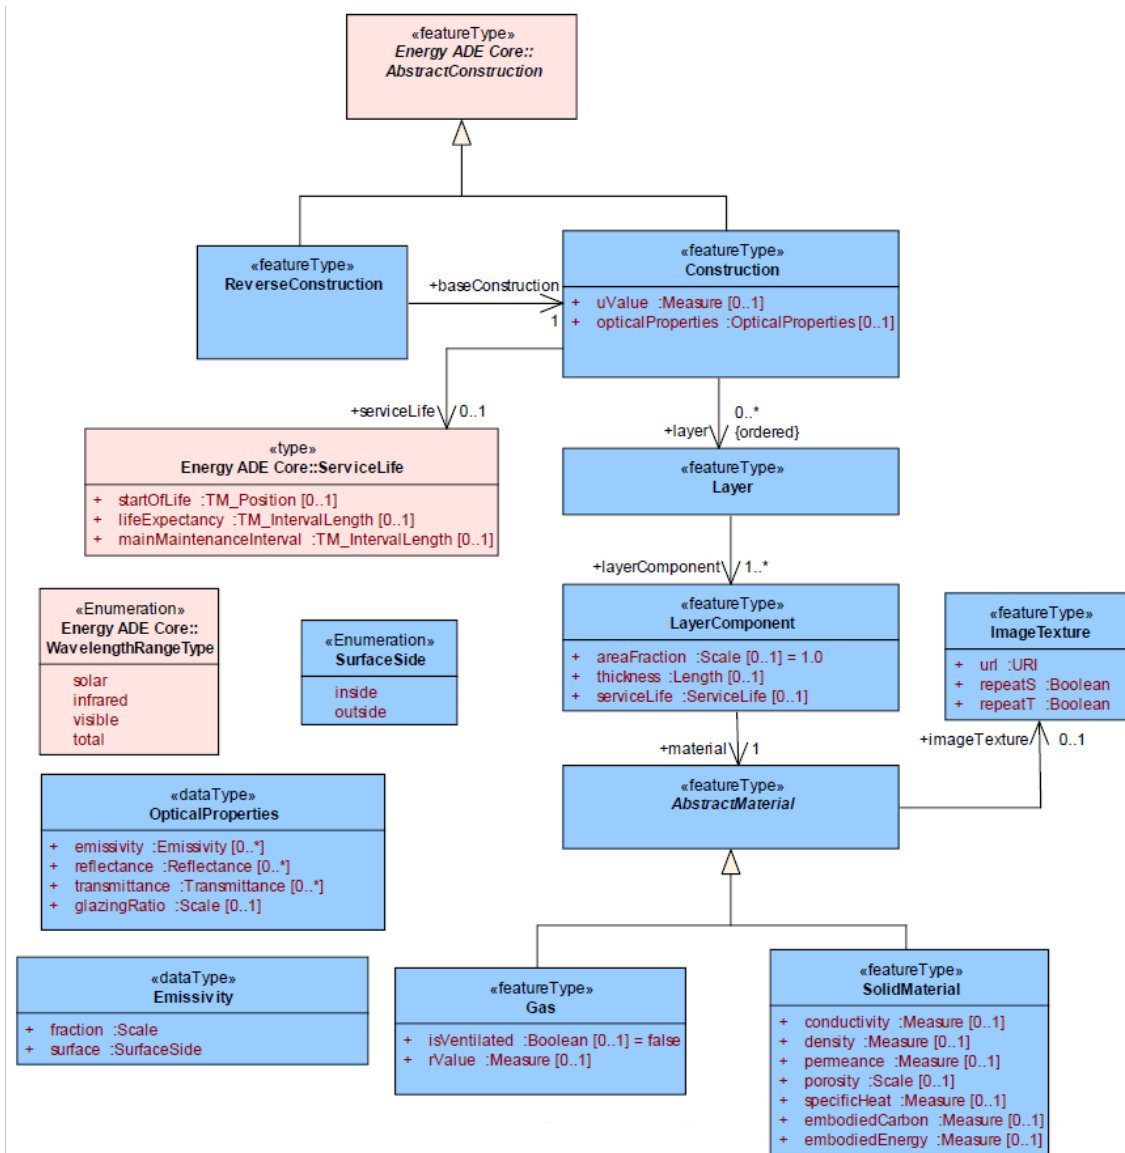 «featureType»
Energy ADE Core::
AbstractConstruction
«featureType»
ReverseConstruction
+baseConstruction
1
«featureType»
Construction
+ uValue :Measure [0..1]
+ opticalProperties :OpticalProperties [0..1]
+serviceLife
0..1
0..*
+layer
{ordered}
«type»
Energy ADE Core::ServiceLife
+ startOfLife :TM_Position [0..1]
+ lifeExpectancy :TM_IntervalLength [0..1]
+ mainMaintenanceInterval :TM_IntervalLength [0..1]
«featureType»
Layer
+layerComponent
1..*
«Enumeration»
Energy ADE Core::
WavelengthRangeType
solar
infrared
visible
total
«Enumeration»
SurfaceSide
inside
outside
«featureType»
LayerComponent
+ areaFraction :Scale [0..1] = 1.0
+ thickness :Length [0..1]
+ serviceLife :ServiceLife [0..1]
«featureType»
ImageTexture
+ url :URI
+ repeatS :Boolean
+ repeatT :Boolean
+material
1
+imageTexture
0..1
«featureType»
AbstractMaterial
«dataType»
OpticalProperties
+ emissivity :Emissivity [0..*]
+ reflectance :Reflectance [0..*]
+ transmittance :Transmittance [0..*]
+ glazingRatio :Scale [0..1]
«dataType»
Emissivity
+ fraction :Scale
+ surface :SurfaceSide
«featureType»
Gas
+ isVentilated :Boolean [0..1] = false
+ rValue :Measure [0..1]
«featureType»
SolidMaterial
+ conductivity :Measure [0..1]
+ density :Measure [0..1]
+ permeance :Measure [0..1]
+ porosity :Scale [0..1]
+ specificHeat :Measure [0..1]
+ embodiedCarbon :Measure [0..1]
+ embodiedEnergy :Measure [0..1]